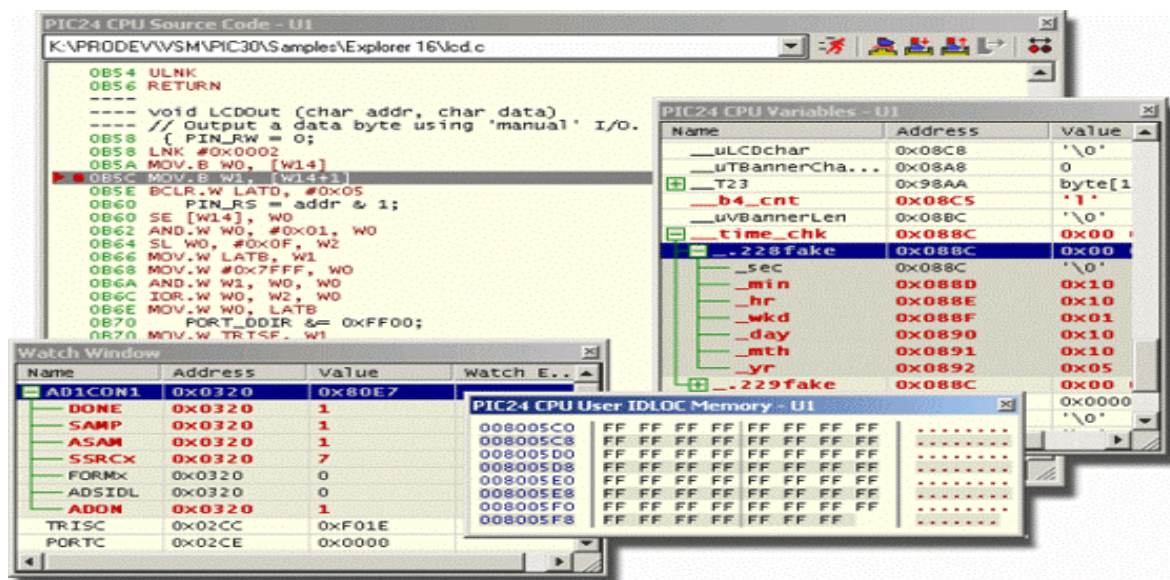 PIC24 CPU Source Code - U1
K:\PRODEV\VSM\PIC30\Samples\Explorer 16\lcd.c
0B54 ULNK
0B56 RETURN
----
---- void LCDOut (char addr, char data)
---- // Output a data byte using 'manual' I/O.
0B58 { PIN_RW = 0;
0B58 LNK #0x0002
0B5A MOV.B W0, [W14]
0B5C MOV.B W1, [W14+1]
0B5E BCLR.W LATD, #0x05
0B60 PIN_RS = addr & 1;
0B60 SE [W14], W0
0B62 AND.W W0, #0x01, W0
0B64 SL W0, #0x0F, W2
0B66 MOV.W LATB, W1
0B68 MOV.W #0x7FFF, W0
0B6A AND.W W1, W0, W0
0B6C IOR.W W0, W2, W0
0B6E MOV.W W0, LATB
0B70 PORT_DDIR &= 0xFF00;
0B70 MOV.W TRISE, W1
PIC24 CPU Variables - U1
Name Address Value
__uLCDchar 0x08C8 '\0'
__uTBannerCha... 0x08A8 0
__T23 0x98AA byte[1
__b4_cnt 0x08C5 '1'
__uVBannerLen 0x08BC '\0'
__time_chk 0x088C 0x00
_.228fake 0x088C 0x00
_sec 0x088C '\0'
_min 0x088D 0x10
_hr 0x088E 0x10
_wkd 0x088F 0x01
_day 0x0890 0x10
_mth 0x0891 0x10
_yr 0x0892 0x05
_.229fake 0x088C 0x00
0x0000
'\0'
'\0'
Watch Window
Name Address Value Watch E...
AD1CON1 0x0320 0x80E7
DONE 0x0320 1
SAMP 0x0320 1
ASAM 0x0320 1
SSRCx 0x0320 7
FORMx 0x0320 0
ADSIDL 0x0320 0
ADON 0x0320 1
TRISC 0x02CC 0xF01E
PORTC 0x02CE 0x0000
PIC24 CPU User IDLOC Memory - U1
008005C0 FF FF FF FF FF FF FF FF ........
008005C8 FF FF FF FF FF FF FF FF ........
008005D0 FF FF FF FF FF FF FF FF ........
008005D8 FF FF FF FF FF FF FF FF ........
008005E0 FF FF FF FF FF FF FF FF ........
008005E8 FF FF FF FF FF FF FF FF ........
008005F0 FF FF FF FF FF FF FF FF ........
008005F8 FF FF FF FF FF FF FF .......